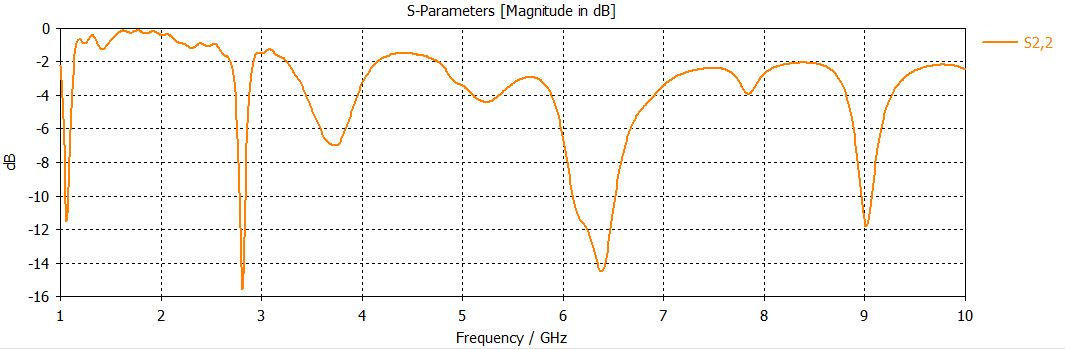 S-Parameters [Magnitude in dB]
0
-2
-4
-6
-8
-10
-12
-14
-16
dB
1 2 3 4 5 6 7 8 9 10
Frequency / GHz
S2,2